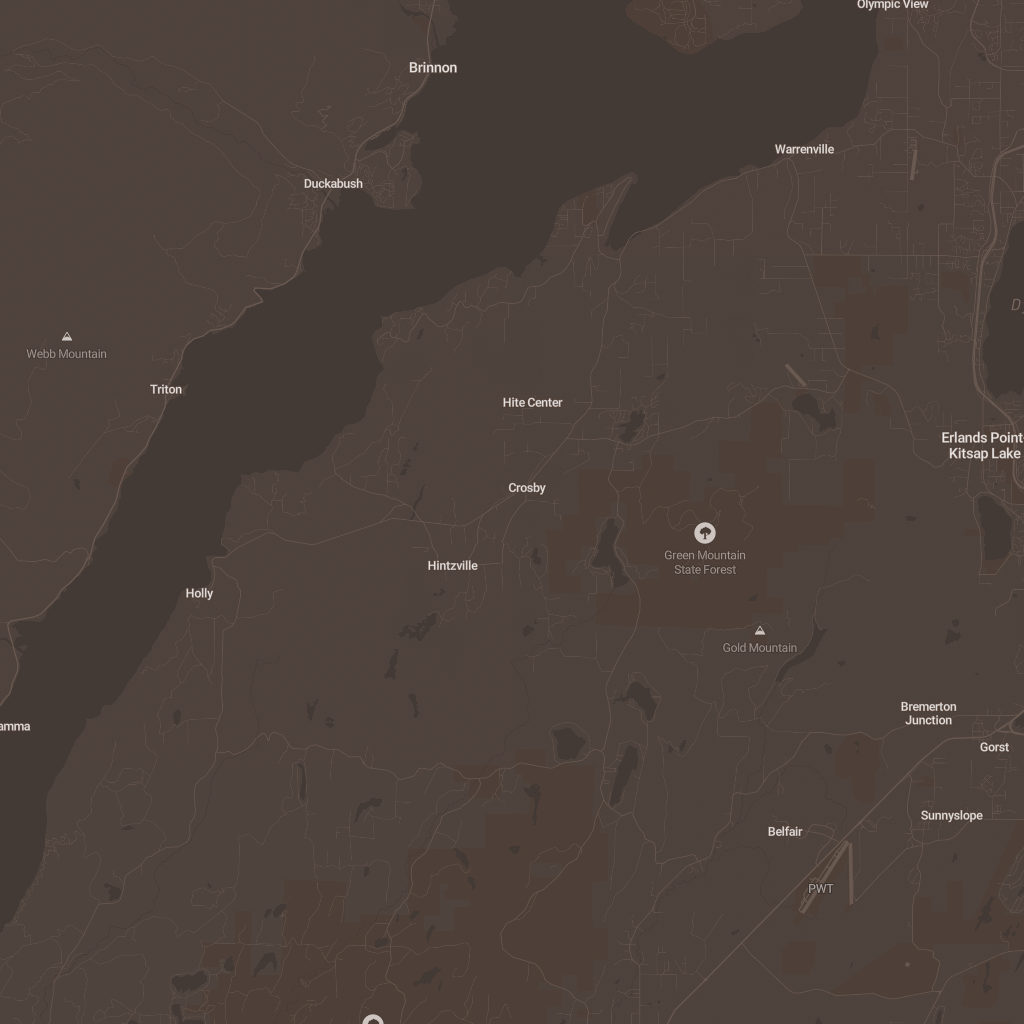 Olympic View
Brinnon
Warrenville
Duckabush
D
Webb Mountain
Triton
Hite Center
Erlands Point-
Kitsap Lake
Crosby
Green Mountain
State Forest
Hintzville
Holly
Gold Mountain
Bremerton
Junction
amma
Gorst
Sunnyslope
Belfair
PWT